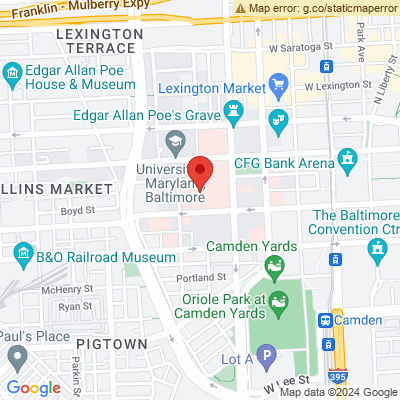 Franklin - Mulberry Expy
Map error: g.co/staticmaperror
LEXINGTON
TERRACE
W Saratoga St
Park Ave
N Liberty St
Edgar Allan Poe
House & Museum
Lexington Market
W Lexington St
Edgar Allan Poe's Grave
University of
Maryland,
Baltimore
CFG Bank Arena
LLINS MARKET
Boyd St
The Baltimore
Convention Ctr
B&O Railroad Museum
Camden Yards
Portland St
McHenry St
Ryan St
Oriole Park at
Camden Yards
Paul's Place
PIGTOWN
Camden
Parkin St
Lot A
P
W Lee St
395
Google
Map data ©2024 Google